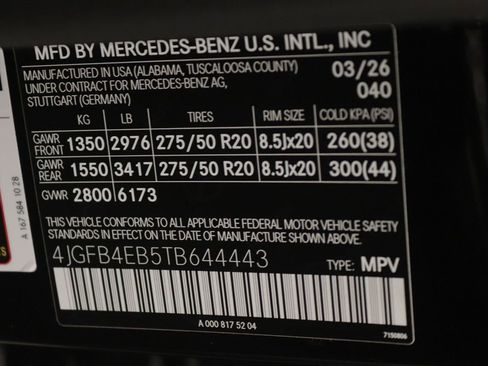 MFD BY MERCEDES-BENZ U.S. INTL., INC
MANUFACTURED IN USA (ALABAMA, TUSCALOOSA COUNTY) 03/26
UNDER CONTRACT FOR MERCEDES-BENZ AG,
STUTTGART (GERMANY) 040
KG LB TIRES RIM SIZE COLD KPA (PSI)
GAWR FRONT 1350 2976 275/50 R20 8.5Jx20 260(38)
GAWR REAR 1550 3417 275/50 R20 8.5Jx20 300(44)
GVWR 2800 6173
THIS VEHICLE CONFORMS TO ALL APPLICABLE FEDERAL MOTOR VEHICLE SAFETY
STANDARDS IN EFFECT ON THE DATE OF MANUFACTURE SHOWN ABOVE.
4JGFB4EB5TB644443 TYPE: MPV
A 000 817 52 04
7150806
A 167 584 10 28